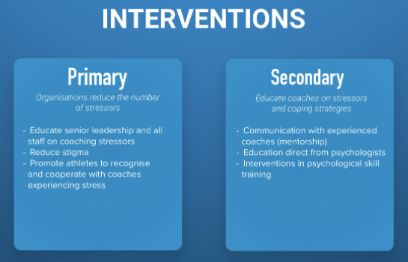 INTERVENTIONS
Primary
Organisations reduce the number
of stressors
- Educate senior leadership and all
staff on coaching stressors
- Reduce stigma
- Promote athletes to recognise
and cooperate with coaches
experiencing stress
Secondary
Educate coaches on stressors
and coping strategies
- Communication with experienced
coaches (mentorship)
- Education direct from psychologists
- Interventions in psychological skill
training